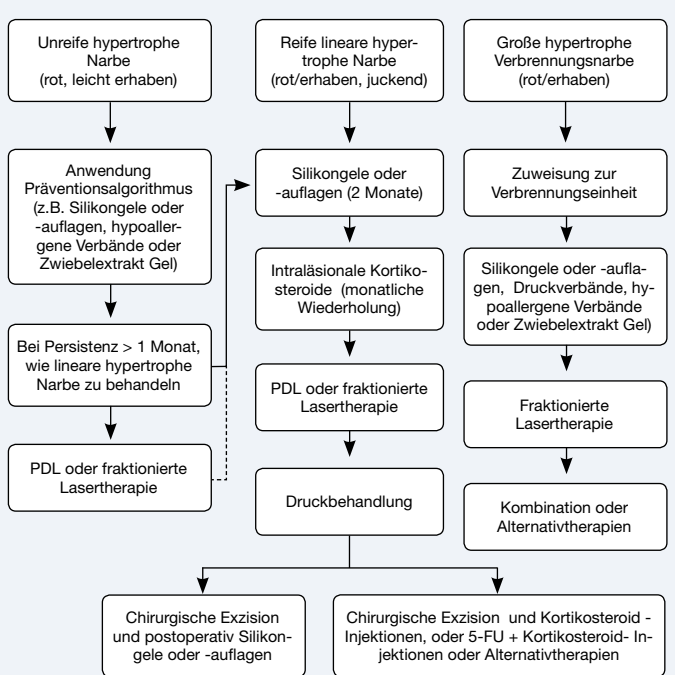 Unreife hypertrophe
Narbe
(rot, leicht erhaben)
Anwendung
Präventionsalgorithmus
(z.B. Silikongele oder
-auflagen, hypoaller-
gene Verbände oder
Zwiebelextrakt Gel)
Bei Persistenz > 1 Monat,
wie lineare hypertrophe
Narbe zu behandeln
PDL oder fraktionierte
Lasertherapie
Reife lineare hyper-
trophe Narbe
(rot/erhaben, juckend)
Silikongele oder
-auflagen (2 Monate)
Intraläsionale Kortiko-
steroide (monatliche
Wiederholung)
PDL oder fraktionierte
Lasertherapie
Druckbehandlung
Große hypertrophe
Verbrennungsnarbe
(rot/erhaben)
Zuweisung zur
Verbrennungseinheit
Silikongele oder -aufla-
gen, Druckverbände, hy-
poallergene Verbände
oder Zwiebelextrakt Gel)
Fraktionierte
Lasertherapie
Kombination oder
Alternativtherapien
Chirurgische Exzision
und postoperativ Silikon-
gele oder -auflagen
Chirurgische Exzision und Kortikosteroid -
Injektionen, oder 5-FU + Kortikosteroid- In-
jektionen oder Alternativtherapien